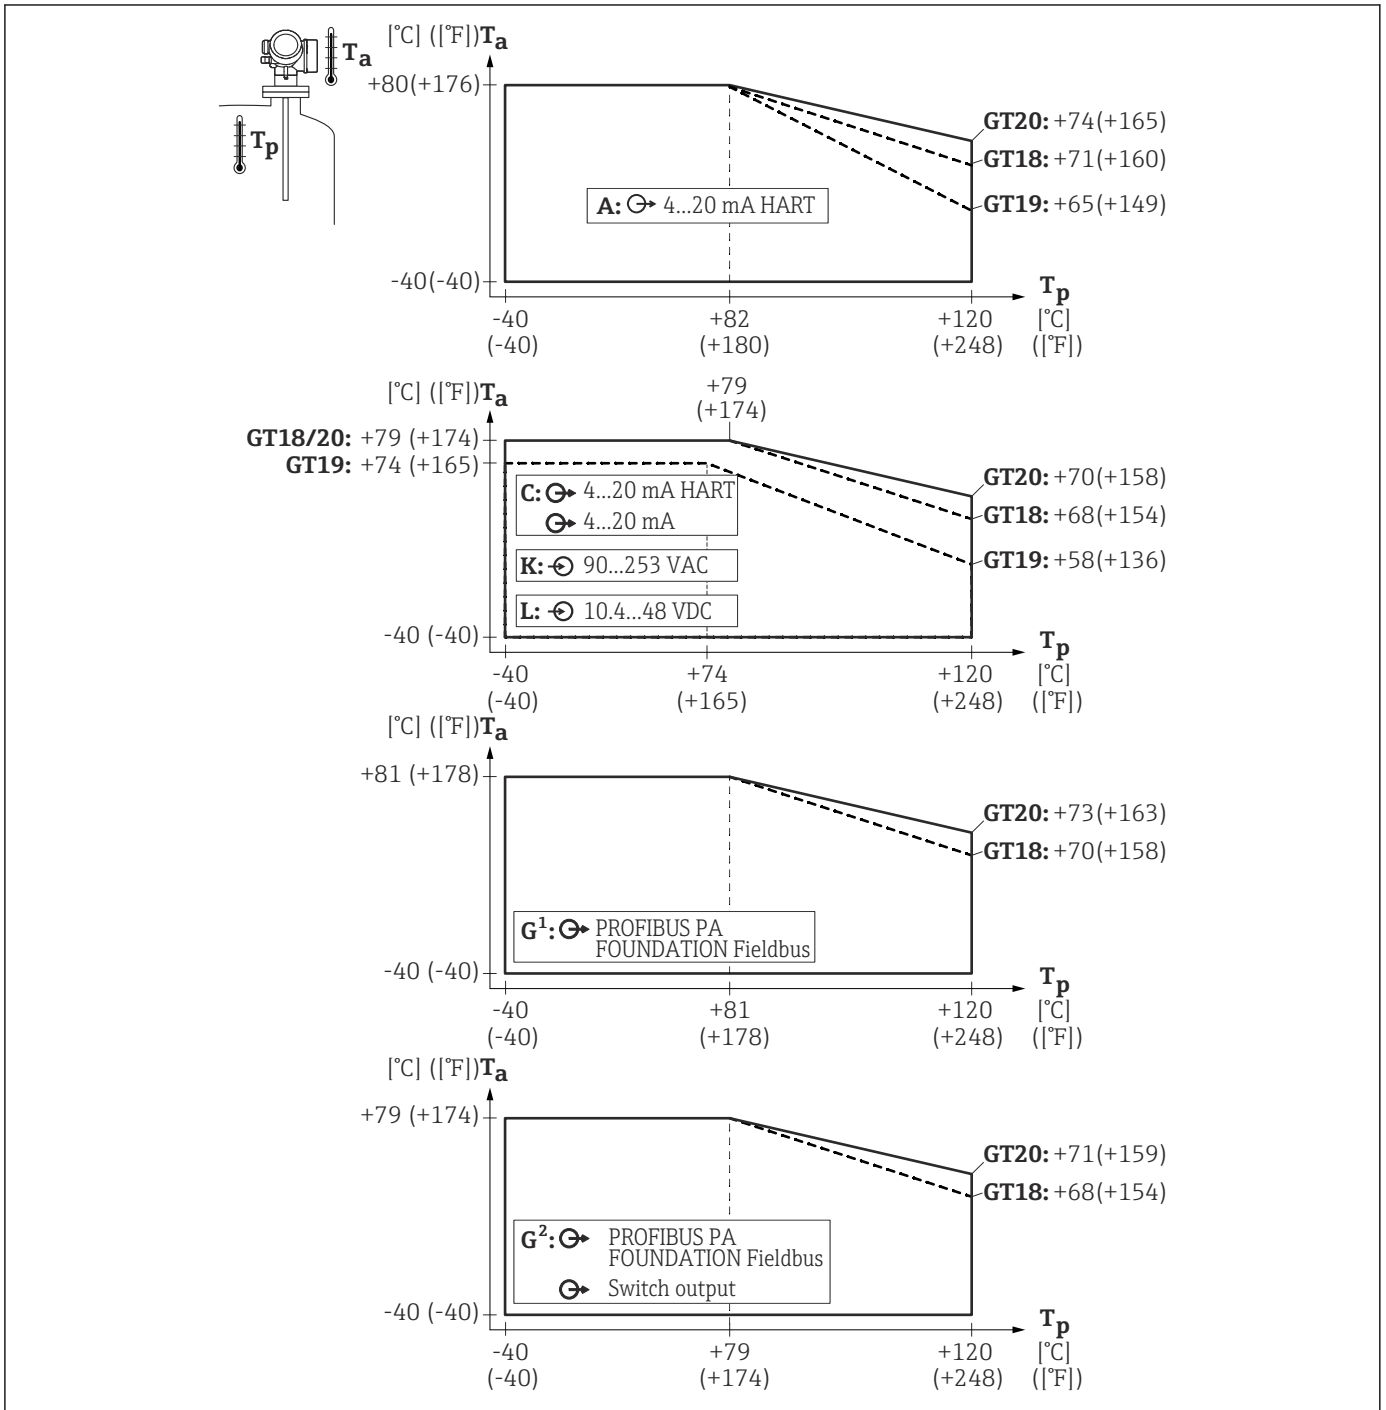 [°C] ([°F]) Ta
Ta
+80(+176)
Tp
GT20: +74(+165)
GT18: +71(+160)
A: 4...20 mA HART
GT19: +65(+149)
-40(-40)
Tp
-40 +82 +120 [°C]
(-40) (+180) (+248) ([°F])
[°C] ([°F]) Ta
+79
(+174)
GT18/20: +79 (+174)
GT19: +74 (+165)
GT20: +70(+158)
C: 4...20 mA HART
GT18: +68(+154)
4...20 mA
K: 90...253 VAC
GT19: +58(+136)
L: 10.4...48 VDC
-40 (-40)
Tp
-40 +74 +120 [°C]
(-40) (+165) (+248) ([°F])
[°C] ([°F]) Ta
+81 (+178)
GT20: +73(+163)
GT18: +70(+158)
G¹: PROFIBUS PA
FOUNDATION Fieldbus
-40 (-40)
Tp
-40 +81 +120 [°C]
(-40) (+178) (+248) ([°F])
[°C] ([°F]) Ta
+79 (+174)
GT20: +71(+159)
GT18: +68(+154)
G²: PROFIBUS PA
FOUNDATION Fieldbus
Switch output
-40 (-40)
Tp
-40 +79 +120 [°C]
(-40) (+174) (+248) ([°F])